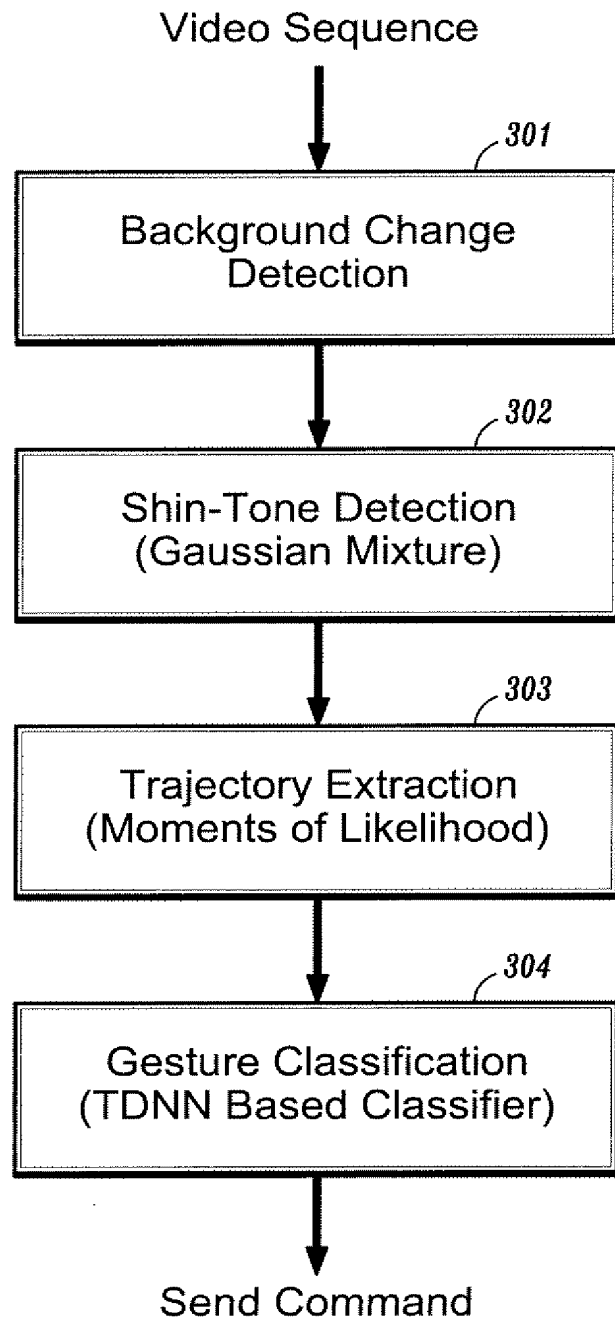 Video Sequence
301
Background Change
Detection
302
Shin-Tone Detection
(Gaussian Mixture)
303
Trajectory Extraction
(Moments of Likelihood)
304
Gesture Classification
(TDNN Based Classifier)
Send Command